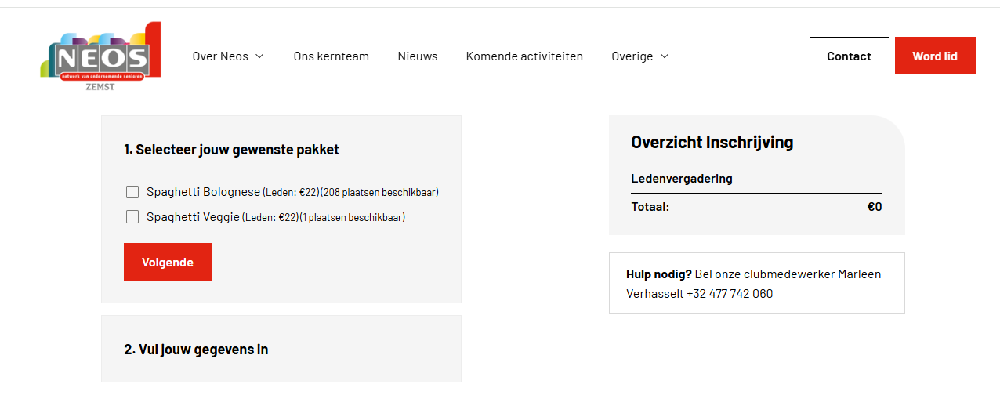 NEOS
netwerk van ondernemende senioren
ZEMST
Over Neos
Ons kernteam
Nieuws
Komende activiteiten
Overige
Contact
Word lid
1. Selecteer jouw gewenste pakket
Spaghetti Bolognese (Leden: €22)(208 plaatsen beschikbaar)
Spaghetti Veggie (Leden: €22)(1 plaatsen beschikbaar)
Volgende
2. Vul jouw gegevens in
Overzicht Inschrijving
Ledenvergadering
Totaal: €0
Hulp nodig? Bel onze clubmedewerker Marleen
Verhasselt +32 477 742 060